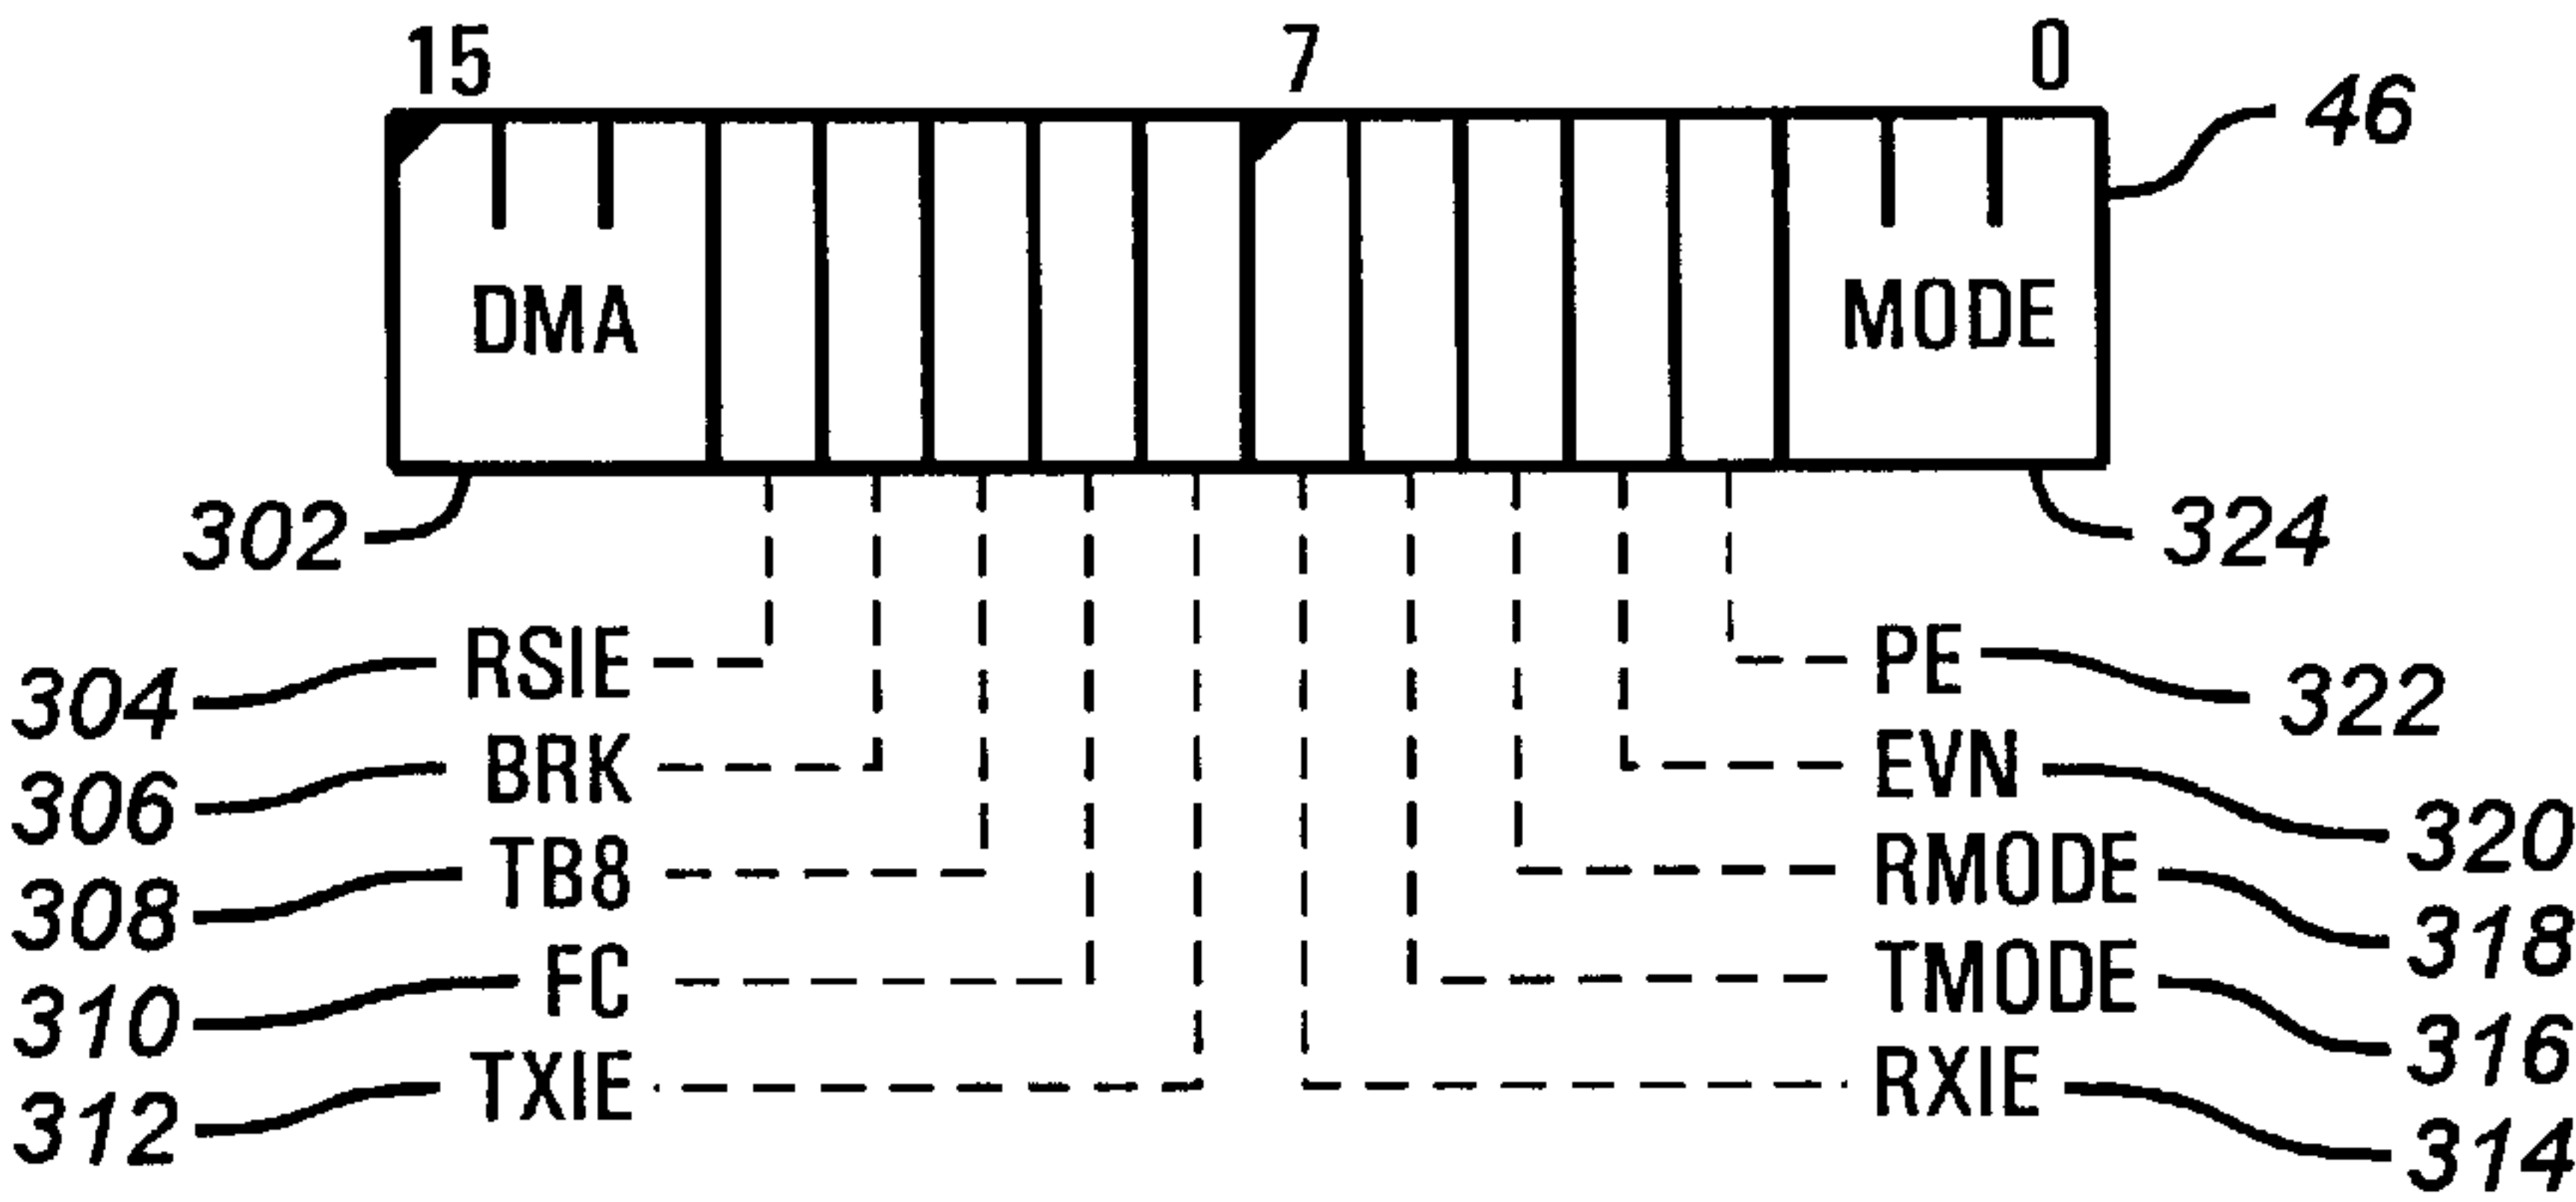 15 7 0
46
DMA MODE
302 324
304 RSIE PE 322
306 BRK EVN 320
308 TB8 RMODE 318
310 FC TMODE 316
312 TXIE RXIE 314